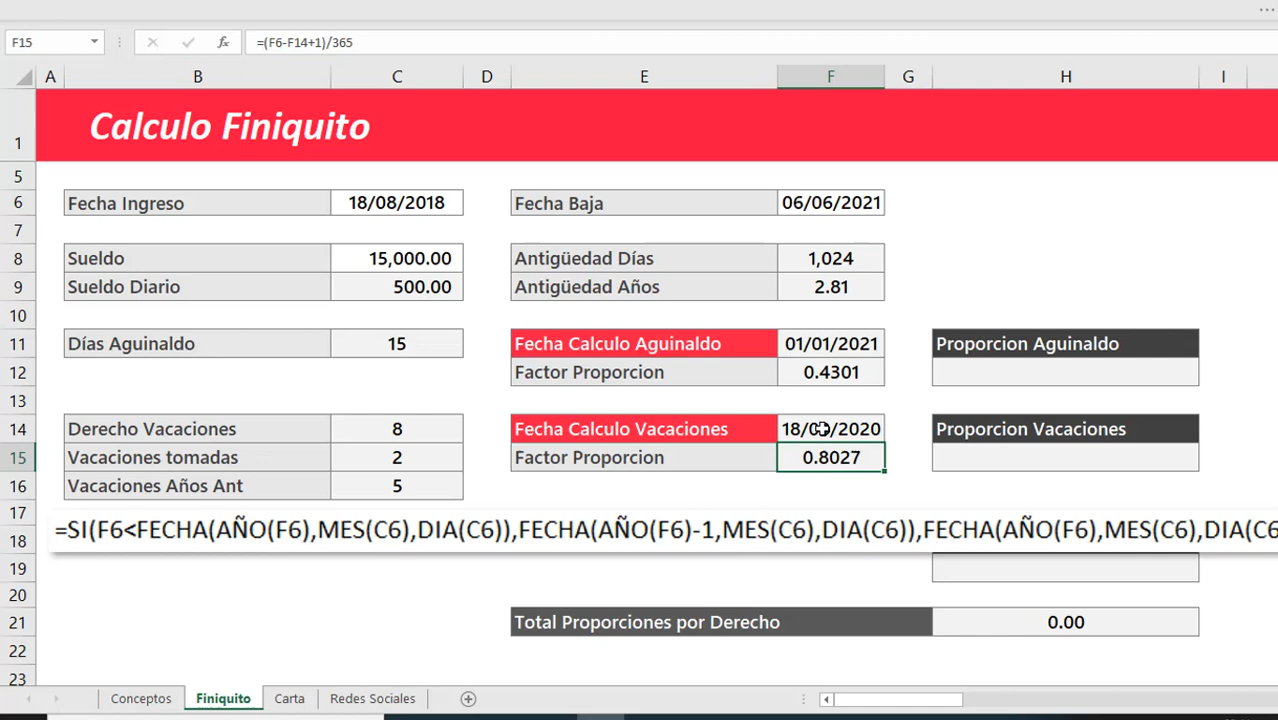 F15 fx =(F6-F14+1)/365
A B C D E F G H I
1 Calculo Finiquito
5
6 Fecha Ingreso 18/08/2018 Fecha Baja 06/06/2021
7
8 Sueldo 15,000.00 Antigüedad Días 1,024
9 Sueldo Diario 500.00 Antigüedad Años 2.81
10
11 Días Aguinaldo 15 Fecha Calculo Aguinaldo 01/01/2021 Proporcion Aguinaldo
12 Factor Proporcion 0.4301
13
14 Derecho Vacaciones 8 Fecha Calculo Vacaciones Proporcion Vacaciones
15 Vacaciones tomadas 2 Factor Proporcion 0.8027
16 Vacaciones Años Ant 5
17
18 =SI(F6<FECHA(AÑO(F6),MES(C6),DIA(C6)),FECHA(AÑO(F6)-1,MES(C6),DIA(C6)),FECHA(AÑO(F6),MES(C6),DIA(C6
19
20
21 Total Proporciones por Derecho 0.00
22
23
Conceptos Finiquito Carta Redes Sociales